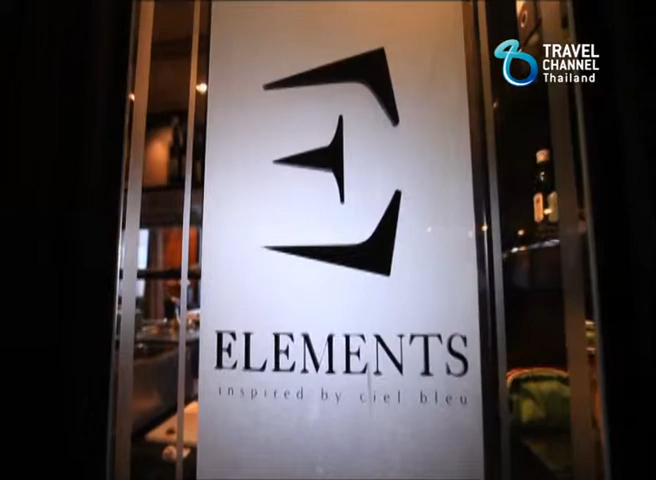 TRAVEL
CHANNEL
Thailand
E
ELEMENTS
inspired by ciel bleu